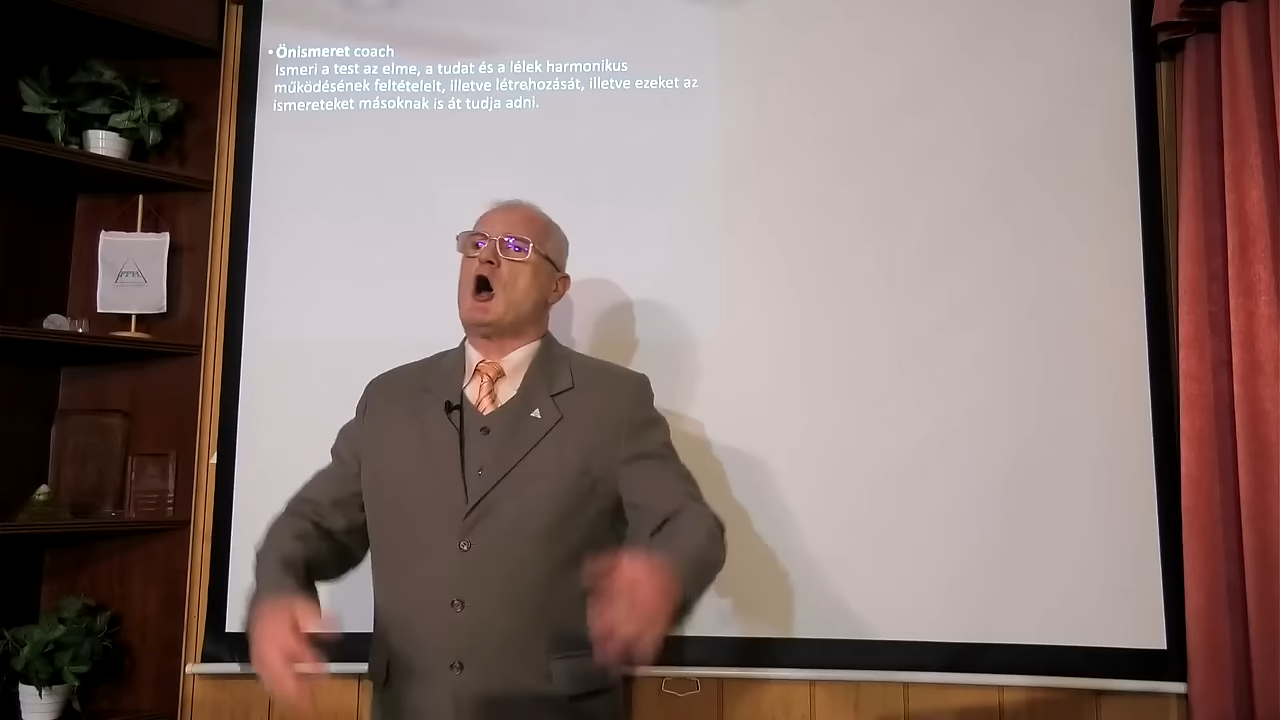 • Önismeret coach
Ismeri a test az elme, a tudat és a lélek harmonikus
működésének feltételeit, illetve létrehozását, illetve ezeket az
ismereteket másoknak is át tudja adni.